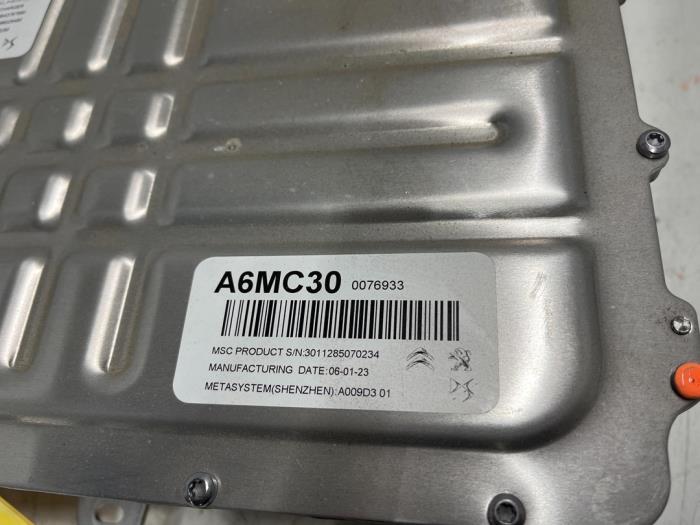 A6MC30 0076933
MSC PRODUCT S/N:3011285070234
MANUFACTURING DATE:06-01-23
METASYSTEM(SHENZHEN):A009D3 01